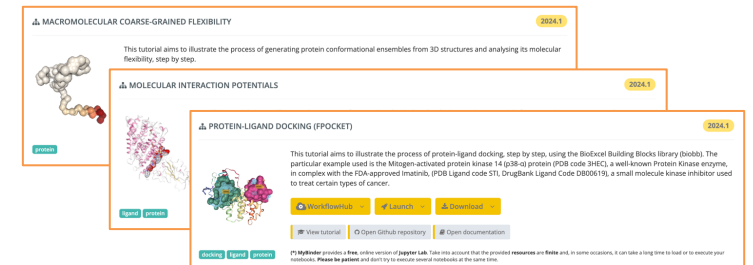 MACROMOLECULAR COARSE-GRAINED FLEXIBILITY
2024.1
This tutorial aims to illustrate the process of generating protein conformational ensembles from 3D structures and analysing its molecular
flexibility, step by step.
protein
MOLECULAR INTERACTION POTENTIALS
2024.1
ligand protein
PROTEIN-LIGAND DOCKING (FPOCKET)
2024.1
This tutorial aims to illustrate the process of protein-ligand docking, step by step, using the BioExcel Building Blocks library (biobb). The
particular example used is the Mitogen-activated protein kinase 14 (p38-α) protein (PDB code 3HEC), a well-known Protein Kinase enzyme,
in complex with the FDA-approved Imatinib, (PDB Ligand code STI, DrugBank Ligand Code DB00619), a small molecule kinase inhibitor used
to treat certain types of cancer.
WorkflowHub Launch Download
View tutorial Open Github repository Open documentation
docking ligand protein
(*) MyBinder provides a free, online version of Jupyter Lab. Take into account that the provided resources are finite and, in some occasions, it can take a long time to load or to execute your
notebooks. Please be patient and don't try to execute several notebooks at the same time.